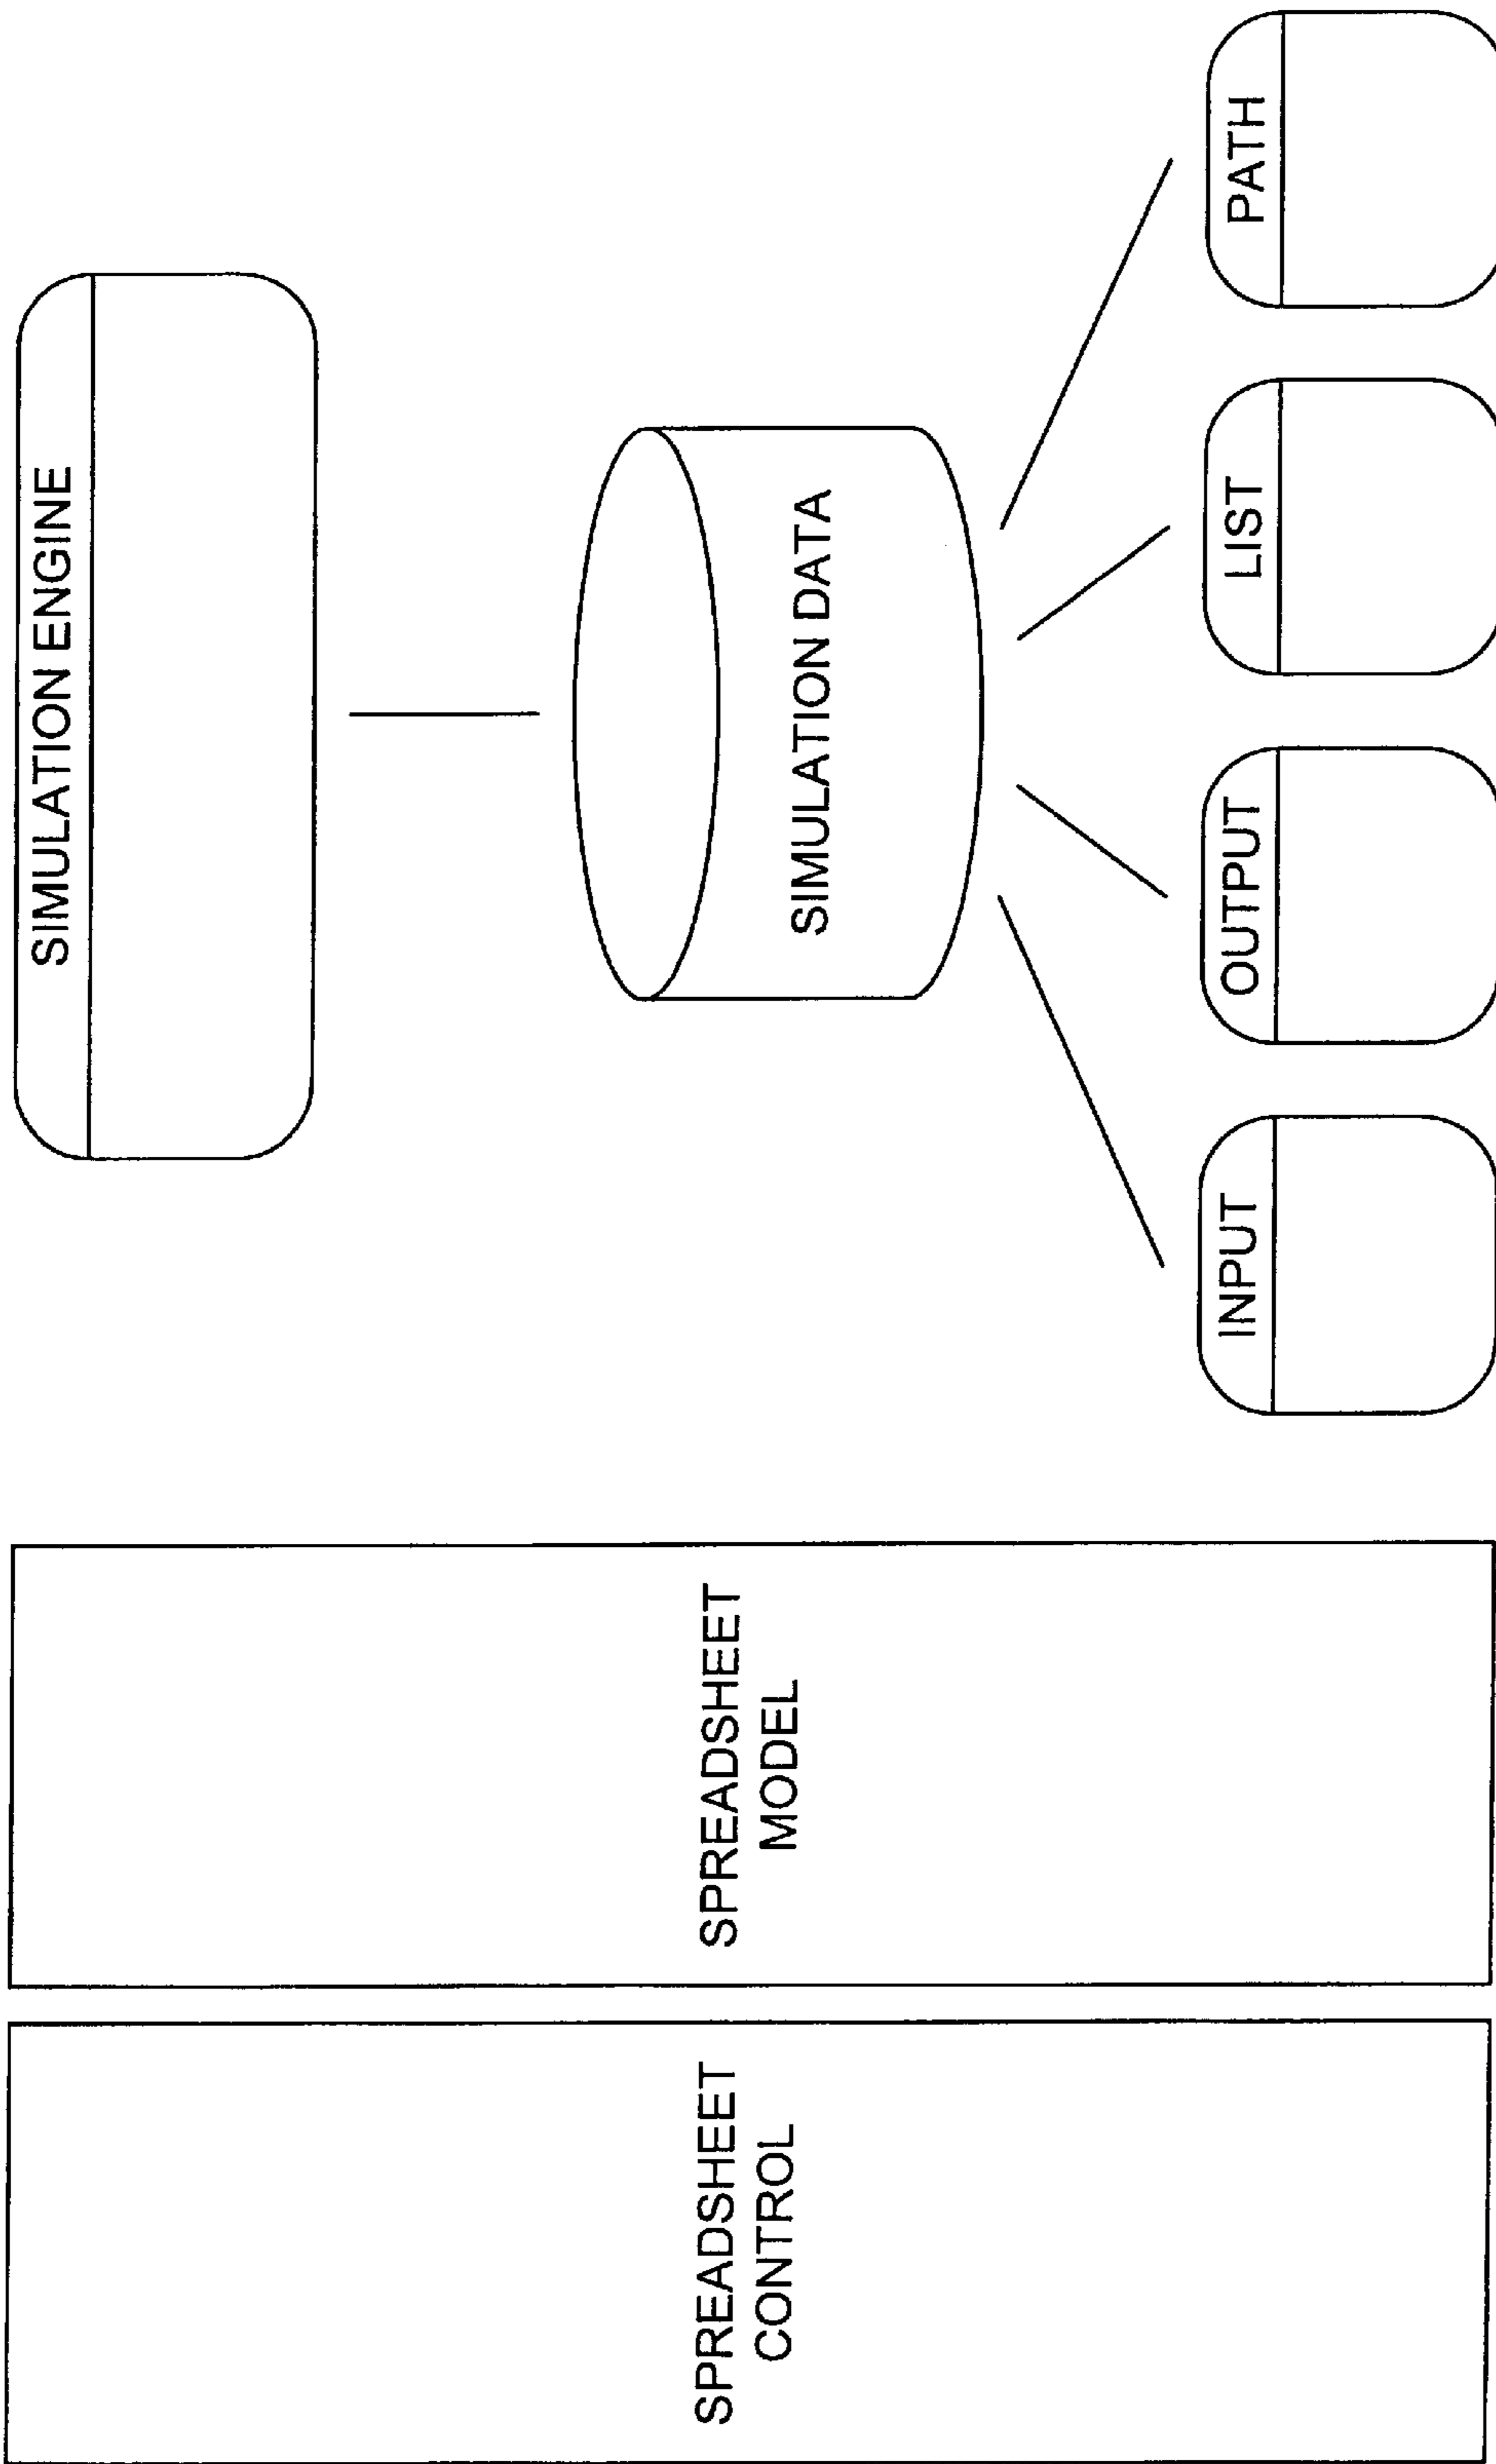 SPREADSHEET
CONTROL
SPREADSHEET
MODEL
SIMULATION ENGINE
SIMULATION DATA
INPUT
OUTPUT
LIST
PATH